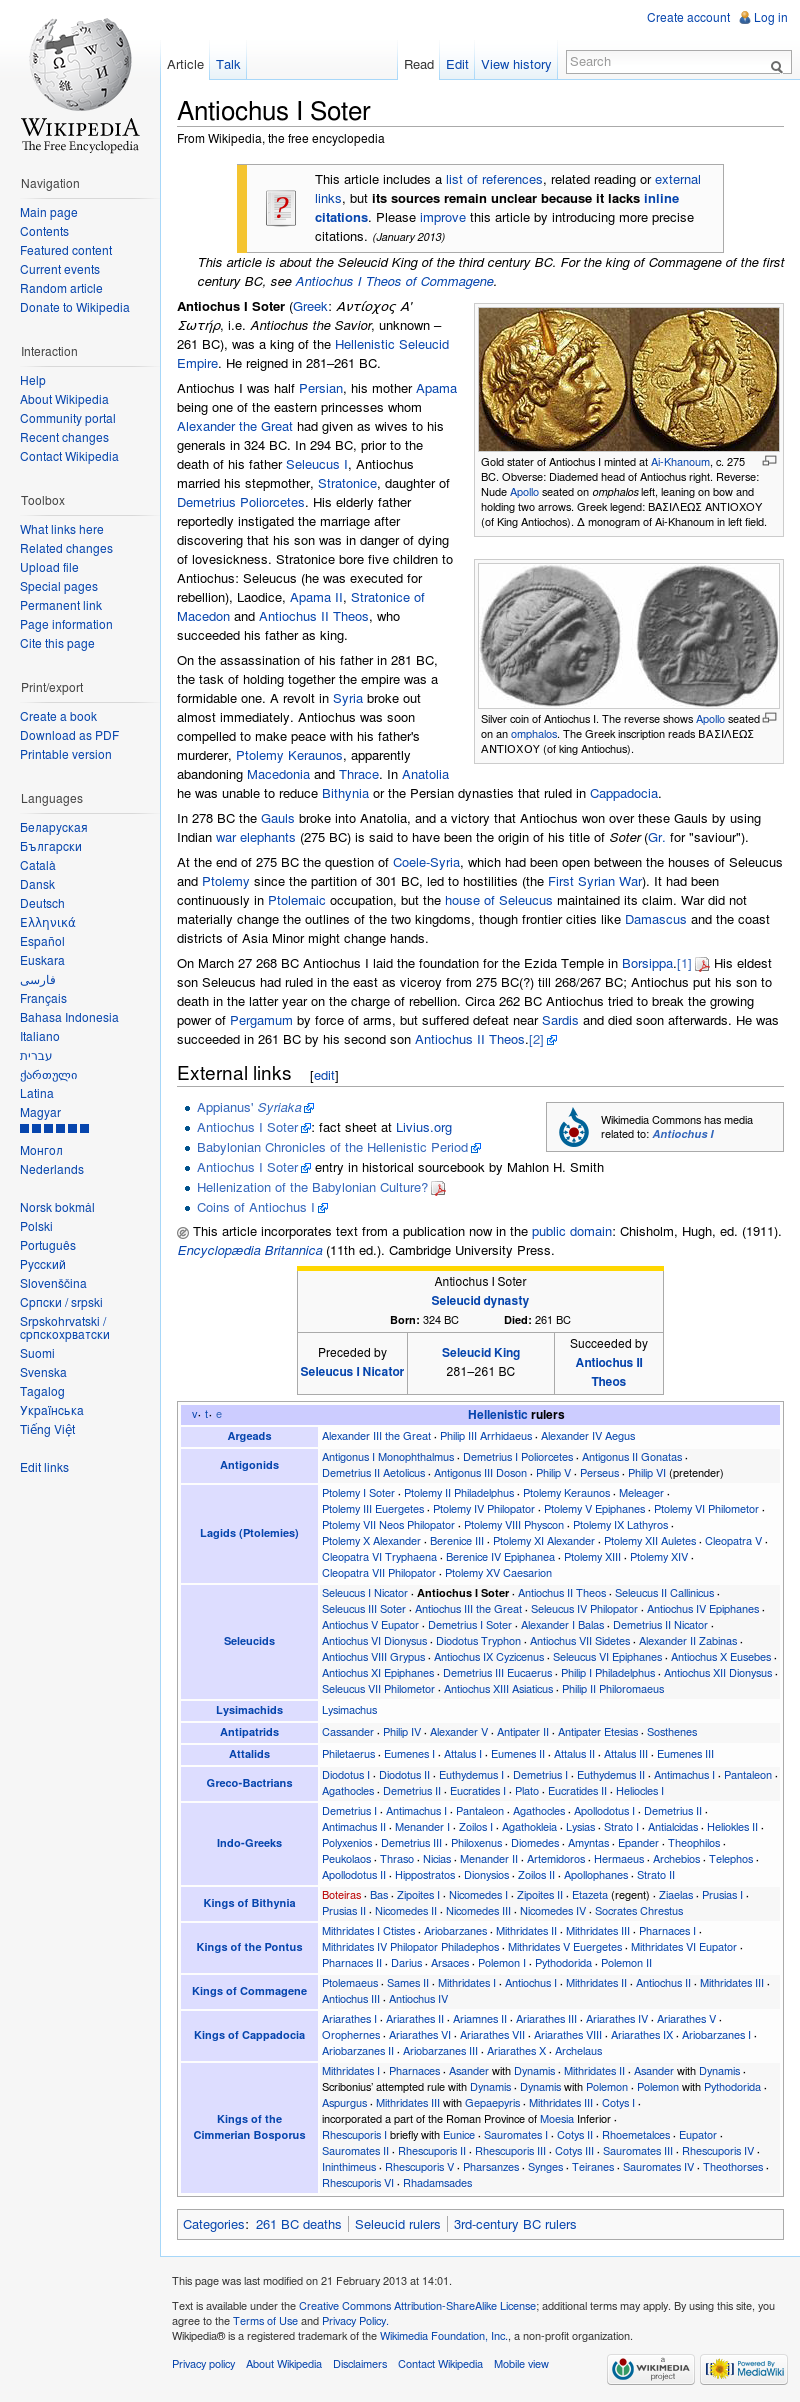 Create account Log in
Article Talk Read Edit View history Search
WIKIPEDIA
The Free Encyclopedia
Navigation
Main page
Contents
Featured content
Current events
Random article
Donate to Wikipedia
Interaction
Help
About Wikipedia
Community portal
Recent changes
Contact Wikipedia
Toolbox
What links here
Related changes
Upload file
Special pages
Permanent link
Page information
Cite this page
Print/export
Create a book
Download as PDF
Printable version
Languages
Беларуская
Български
Català
Dansk
Deutsch
Ελληνικά
Español
Euskara
فارسی
Français
Bahasa Indonesia
Italiano
עברית
ქართული
Latina
Magyar
Монгол
Nederlands
Norsk bokmål
Polski
Português
Русский
Slovenščina
Српски / srpski
Srpskohrvatski /
српскохрватски
Suomi
Svenska
Tagalog
Українська
Tiếng Việt
Edit links
Antiochus I Soter
From Wikipedia, the free encyclopedia
This article includes a list of references, related reading or external
links, but its sources remain unclear because it lacks inline
citations. Please improve this article by introducing more precise
citations. (January 2013)
This article is about the Seleucid King of the third century BC. For the king of Commagene of the first
century BC, see Antiochus I Theos of Commagene.
Antiochus I Soter (Greek: Αντίοχος Α'
Σωτήρ, i.e. Antiochus the Savior, unknown –
261 BC), was a king of the Hellenistic Seleucid
Empire. He reigned in 281–261 BC.
Antiochus I was half Persian, his mother Apama
being one of the eastern princesses whom
Alexander the Great had given as wives to his
generals in 324 BC. In 294 BC, prior to the
death of his father Seleucus I, Antiochus
married his stepmother, Stratonice, daughter of
Demetrius Poliorcetes. His elderly father
reportedly instigated the marriage after
discovering that his son was in danger of dying
of lovesickness. Stratonice bore five children to
Antiochus: Seleucus (he was executed for
rebellion), Laodice, Apama II, Stratonice of
Macedon and Antiochus II Theos, who
succeeded his father as king.
Gold stater of Antiochus I minted at Ai-Khanoum, c. 275
BC. Obverse: Diademed head of Antiochus right. Reverse:
Nude Apollo seated on omphalos left, leaning on bow and
holding two arrows. Greek legend: ΒΑΣΙΛΕΩΣ ΑΝΤΙΟΧΟΥ
(of King Antiochos). Δ monogram of Ai-Khanoum in left field.
Silver coin of Antiochus I. The reverse shows Apollo seated
on an omphalos. The Greek inscription reads ΒΑΣΙΛΕΩΣ
ΑΝΤΙΟΧΟΥ (of king Antiochus).
On the assassination of his father in 281 BC,
the task of holding together the empire was a
formidable one. A revolt in Syria broke out
almost immediately. Antiochus was soon
compelled to make peace with his father's
murderer, Ptolemy Keraunos, apparently
abandoning Macedonia and Thrace. In Anatolia
he was unable to reduce Bithynia or the Persian dynasties that ruled in Cappadocia.
In 278 BC the Gauls broke into Anatolia, and a victory that Antiochus won over these Gauls by using
Indian war elephants (275 BC) is said to have been the origin of his title of Soter (Gr. for "saviour").
At the end of 275 BC the question of Coele-Syria, which had been open between the houses of Seleucus
and Ptolemy since the partition of 301 BC, led to hostilities (the First Syrian War). It had been
continuously in Ptolemaic occupation, but the house of Seleucus maintained its claim. War did not
materially change the outlines of the two kingdoms, though frontier cities like Damascus and the coast
districts of Asia Minor might change hands.
On March 27 268 BC Antiochus I laid the foundation for the Ezida Temple in Borsippa.[1] His eldest
son Seleucus had ruled in the east as viceroy from 275 BC(?) till 268/267 BC; Antiochus put his son to
death in the latter year on the charge of rebellion. Circa 262 BC Antiochus tried to break the growing
power of Pergamum by force of arms, but suffered defeat near Sardis and died soon afterwards. He was
succeeded in 261 BC by his second son Antiochus II Theos.[2]
External links [edit]
Appianus' Syriaka
Antiochus I Soter: fact sheet at Livius.org
Babylonian Chronicles of the Hellenistic Period
Antiochus I Soter entry in historical sourcebook by Mahlon H. Smith
Hellenization of the Babylonian Culture?
Coins of Antiochus I
Wikimedia Commons has media
related to: Antiochus I
This article incorporates text from a publication now in the public domain: Chisholm, Hugh, ed. (1911).
Encyclopædia Britannica (11th ed.). Cambridge University Press.
Antiochus I Soter
Seleucid dynasty
Born: 324 BC Died: 261 BC
Preceded by
Seleucus I Nicator
Seleucid King
281–261 BC
Succeeded by
Antiochus II
Theos
v · t · e Hellenistic rulers
Argeads
Alexander III the Great · Philip III Arrhidaeus · Alexander IV Aegus
Antigonids
Antigonus I Monophthalmus · Demetrius I Poliorcetes · Antigonus II Gonatas ·
Demetrius II Aetolicus · Antigonus III Doson · Philip V · Perseus · Philip VI (pretender)
Lagids (Ptolemies)
Ptolemy I Soter · Ptolemy II Philadelphus · Ptolemy Keraunos · Meleager ·
Ptolemy III Euergetes · Ptolemy IV Philopator · Ptolemy V Epiphanes · Ptolemy VI Philometor ·
Ptolemy VII Neos Philopator · Ptolemy VIII Physcon · Ptolemy IX Lathyros ·
Ptolemy X Alexander · Berenice III · Ptolemy XI Alexander · Ptolemy XII Auletes · Cleopatra V ·
Cleopatra VI Tryphaena · Berenice IV Epiphanea · Ptolemy XIII · Ptolemy XIV ·
Cleopatra VII Philopator · Ptolemy XV Caesarion
Seleucids
Seleucus I Nicator · Antiochus I Soter · Antiochus II Theos · Seleucus II Callinicus ·
Seleucus III Soter · Antiochus III the Great · Seleucus IV Philopator · Antiochus IV Epiphanes ·
Antiochus V Eupator · Demetrius I Soter · Alexander I Balas · Demetrius II Nicator ·
Antiochus VI Dionysus · Diodotus Tryphon · Antiochus VII Sidetes · Alexander II Zabinas ·
Antiochus VIII Grypus · Antiochus IX Cyzicenus · Seleucus VI Epiphanes · Antiochus X Eusebes ·
Antiochus XI Epiphanes · Demetrius III Eucaerus · Philip I Philadelphus · Antiochus XII Dionysus ·
Seleucus VII Philometor · Antiochus XIII Asiaticus · Philip II Philoromaeus
Lysimachids
Lysimachus
Antipatrids
Cassander · Philip IV · Alexander V · Antipater II · Antipater Etesias · Sosthenes
Attalids
Philetaerus · Eumenes I · Attalus I · Eumenes II · Attalus II · Attalus III · Eumenes III
Greco-Bactrians
Diodotus I · Diodotus II · Euthydemus I · Demetrius I · Euthydemus II · Antimachus I · Pantaleon ·
Agathocles · Demetrius II · Eucratides I · Plato · Eucratides II · Heliocles I
Indo-Greeks
Demetrius I · Antimachus I · Pantaleon · Agathocles · Apollodotus I · Demetrius II ·
Antimachus II · Menander I · Zoilos I · Agathokleia · Lysias · Strato I · Antialcidas · Heliokles II ·
Polyxenios · Demetrius III · Philoxenus · Diomedes · Amyntas · Epander · Theophilos ·
Peukolaos · Thraso · Nicias · Menander II · Artemidoros · Hermaeus · Archebios · Telephos ·
Apollodotus II · Hippostratos · Dionysios · Zoilos II · Apollophanes · Strato II
Kings of Bithynia
Boteiras · Bas · Zipoites I · Nicomedes I · Zipoites II · Etazeta (regent) · Ziaelas · Prusias I ·
Prusias II · Nicomedes II · Nicomedes III · Nicomedes IV · Socrates Chrestus
Kings of the Pontus
Mithridates I Ctistes · Ariobarzanes · Mithridates II · Mithridates III · Pharnaces I ·
Mithridates IV Philopator Philadephos · Mithridates V Euergetes · Mithridates VI Eupator ·
Pharnaces II · Darius · Arsaces · Polemon I · Pythodorida · Polemon II
Kings of Commagene
Ptolemaeus · Sames II · Mithridates I · Antiochus I · Mithridates II · Antiochus II · Mithridates III ·
Antiochus III · Antiochus IV
Kings of Cappadocia
Ariarathes I · Ariarathes II · Ariamnes II · Ariarathes III · Ariarathes IV · Ariarathes V ·
Orophernes · Ariarathes VI · Ariarathes VII · Ariarathes VIII · Ariarathes IX · Ariobarzanes I ·
Ariobarzanes II · Ariobarzanes III · Ariarathes X · Archelaus
Kings of the
Cimmerian Bosporus
Mithridates I · Pharnaces · Asander with Dynamis · Mithridates II · Asander with Dynamis ·
Scribonius' attempted rule with Dynamis · Dynamis with Polemon · Polemon with Pythodorida ·
Aspurgus · Mithridates III with Gepaepyris · Mithridates III · Cotys I ·
incorporated a part of the Roman Province of Moesia Inferior ·
Rhescuporis I briefly with Eunice · Sauromates I · Cotys II · Rhoemetalces · Eupator ·
Sauromates II · Rhescuporis II · Rhescuporis III · Cotys III · Sauromates III · Rhescuporis IV ·
Ininthimeus · Rhescuporis V · Pharsanzes · Synges · Teiranes · Sauromates IV · Theothorses ·
Rhescuporis VI · Rhadamsades
Categories: 261 BC deaths | Seleucid rulers | 3rd-century BC rulers
This page was last modified on 21 February 2013 at 14:01.
Text is available under the Creative Commons Attribution-ShareAlike License; additional terms may apply. By using this site, you
agree to the Terms of Use and Privacy Policy.
Wikipedia® is a registered trademark of the Wikimedia Foundation, Inc., a non-profit organization.
Privacy policy About Wikipedia Disclaimers Contact Wikipedia Mobile view
a WIKIMEDIA project
Powered By MediaWiki